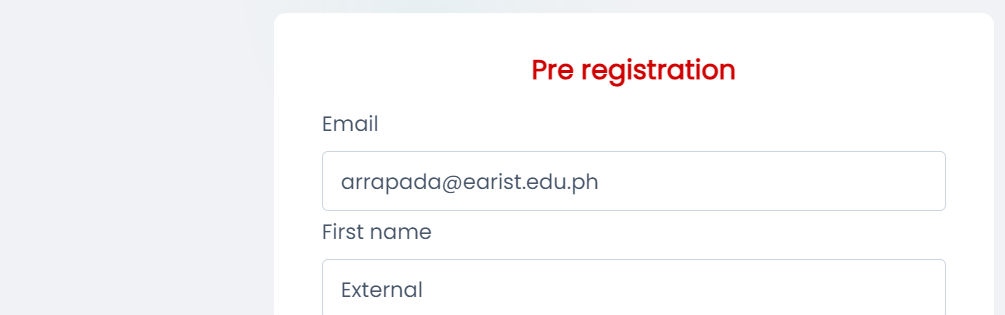 Pre registration
Email
arrapada@earist.edu.ph
First name
External